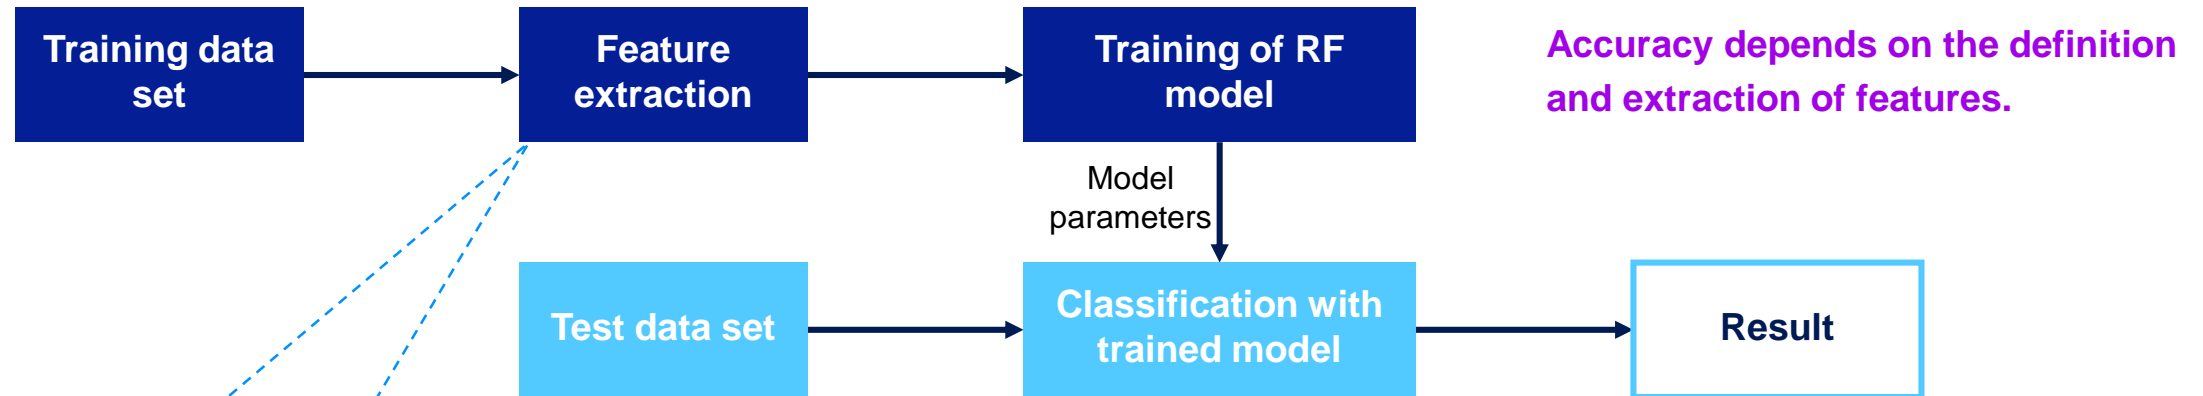 Training data
set
Feature
extraction
Training of RF
model
Accuracy depends on the definition
and extraction of features.
Model
parameters
Test data set
Classification with
trained model
Result